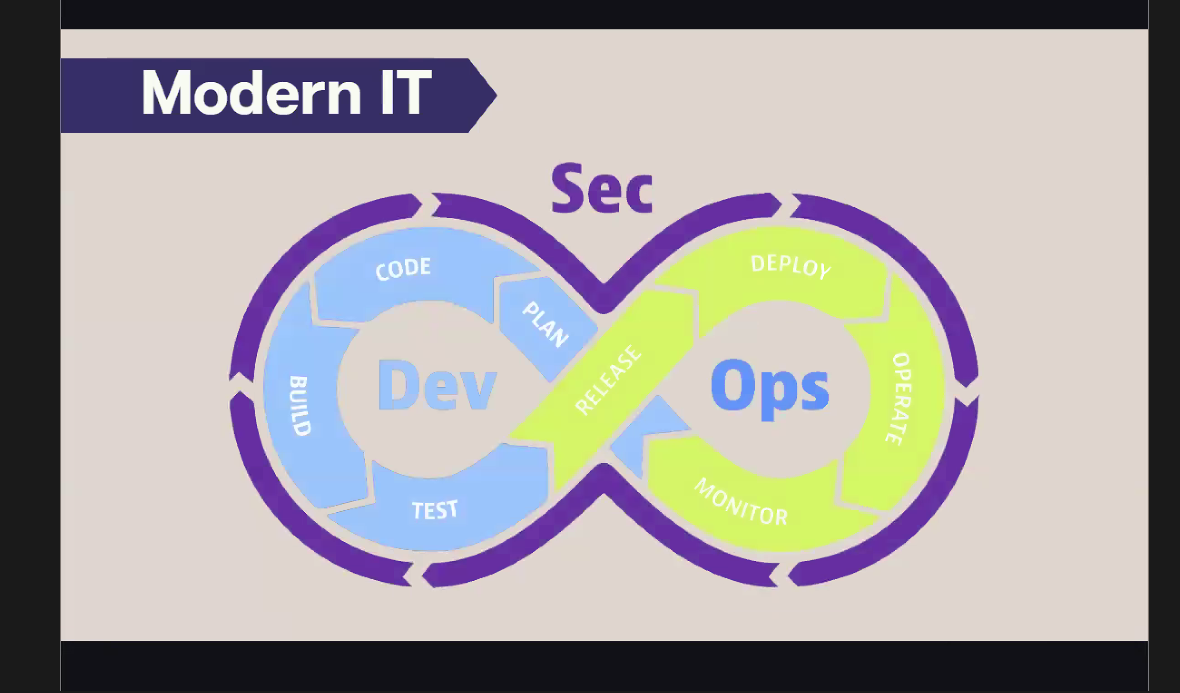 Modern IT
Sec
CODE
DEPLOY
PLAN
RELEASE
OPERATE
BUILD
Dev
Ops
TEST
MONITOR